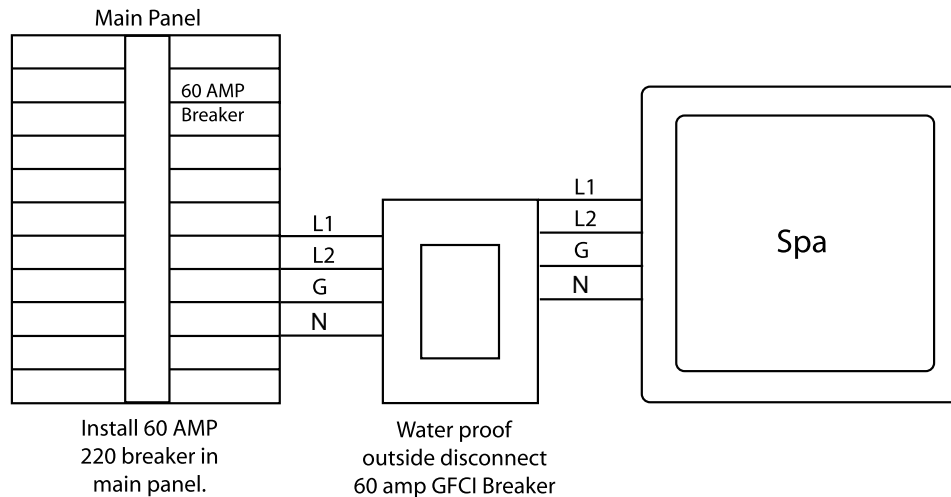 Main Panel
60 AMP
Breaker
L1
L2
G
N
L1
L2
G
N
Spa
Install 60 AMP
220 breaker in
main panel.
Water proof
outside disconnect
60 amp GFCI Breaker